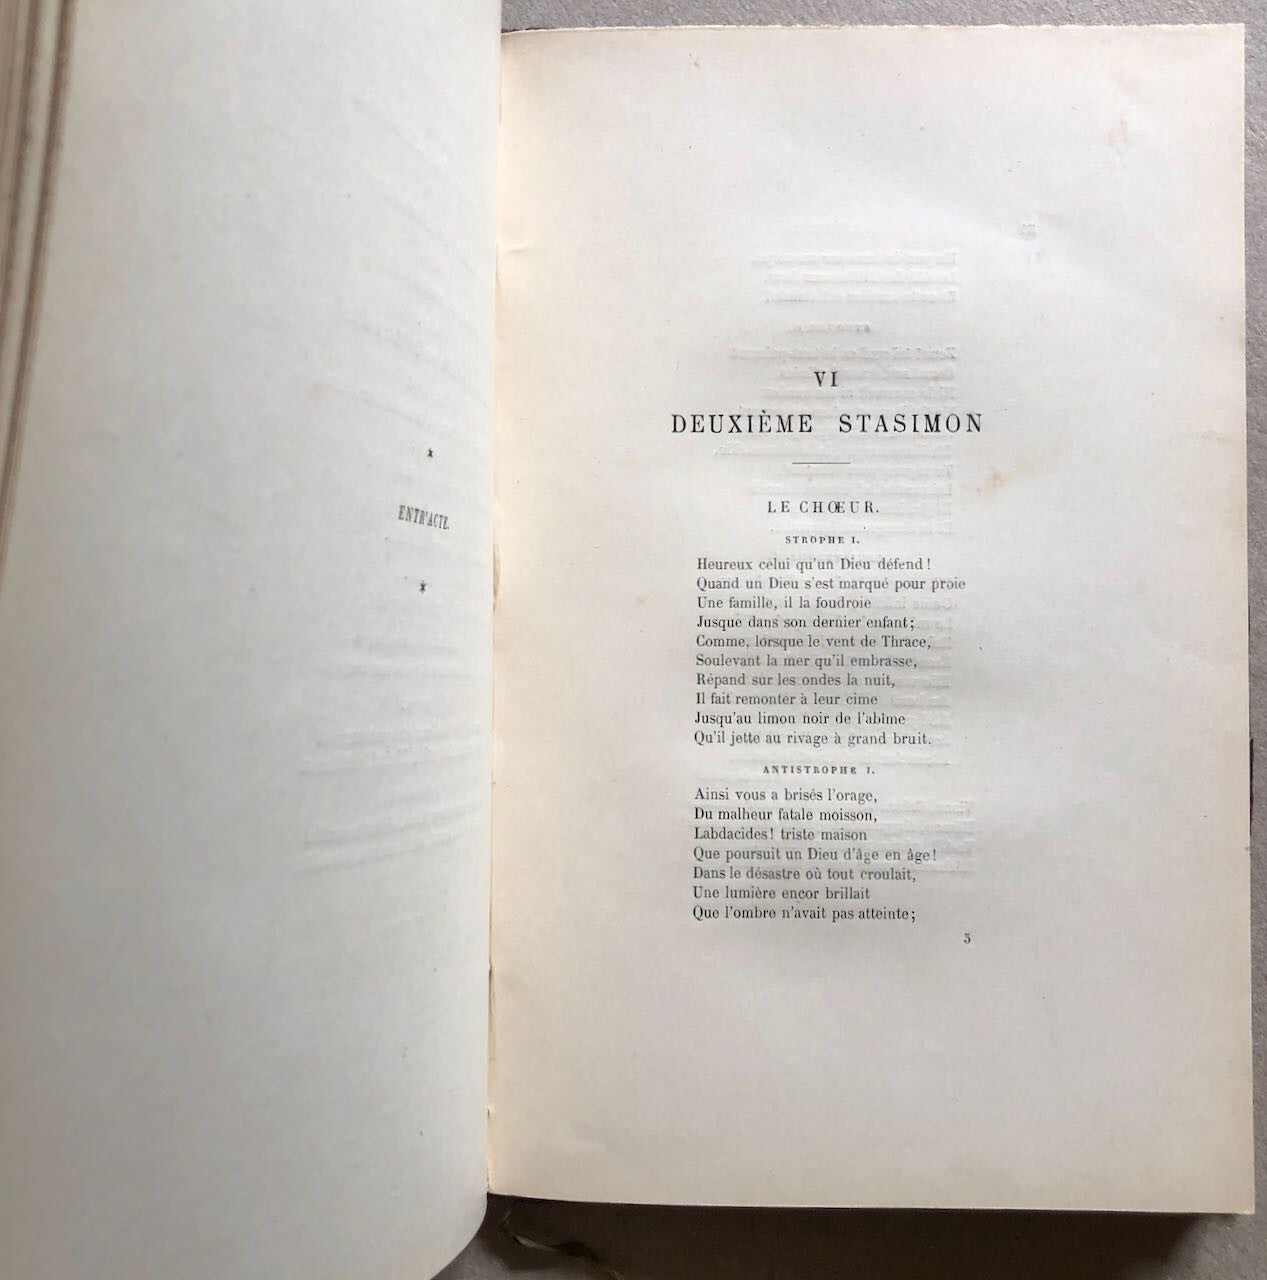 *
ENTR'ACTE.
*
VI
DEUXIÈME STASIMON
LE CHŒUR.
STROPHE I.
Heureux celui qu'un Dieu défend !
Quand un Dieu s'est marqué pour proie
Une famille, il la foudroie
Jusque dans son dernier enfant ;
Comme, lorsque le vent de Thrace,
Soulevant la mer qu'il embrasse,
Répand sur les ondes la nuit,
Il fait remonter à leur cime
Jusqu'au limon noir de l'abîme
Qu'il jette au rivage à grand bruit.
ANTISTROPHE I.
Ainsi vous a brisés l'orage,
Du malheur fatale moisson,
Labdacides ! triste maison
Que poursuit un Dieu d'âge en âge !
Dans le désastre où tout croulait,
Une lumière encor brillait
Que l'ombre n'avait pas atteinte ;
3